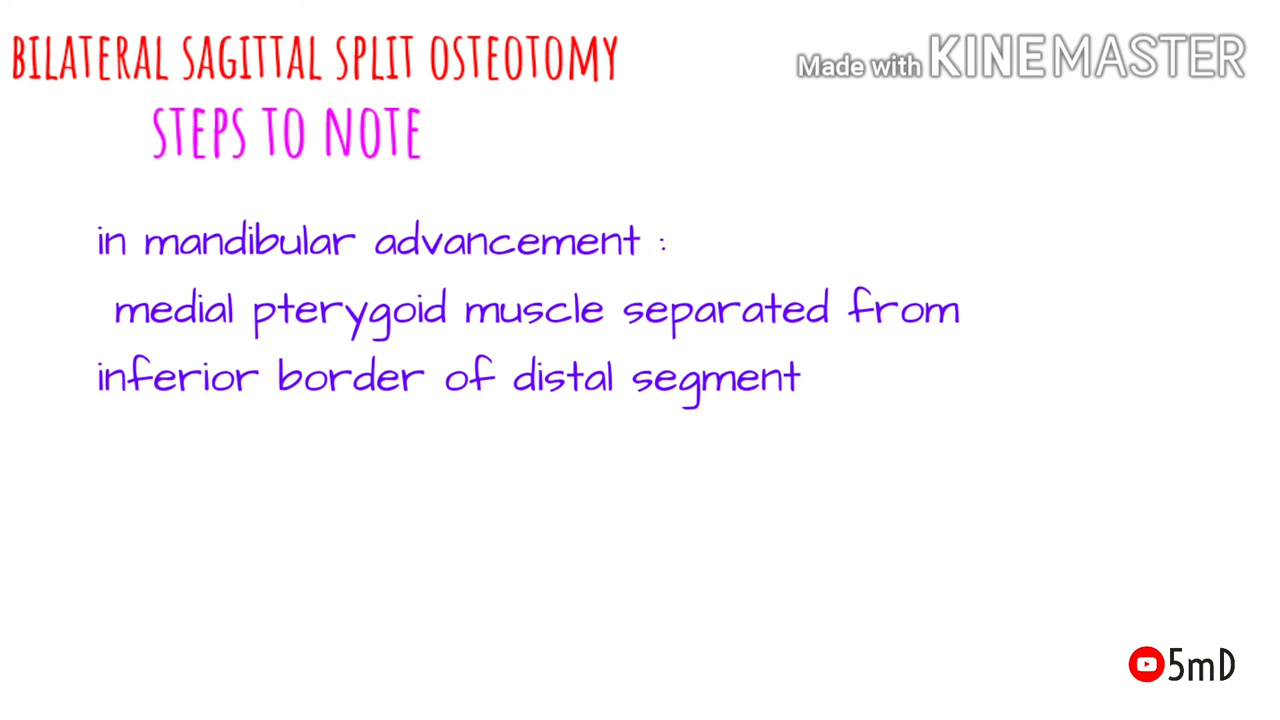 BILATERAL SAGITTAL SPLIT OSTEOTOMY
STEPS TO NOTE
Made with KINEMASTER
in mandibular advancement :
medial pterygoid muscle separated from
inferior border of distal segment
5mD